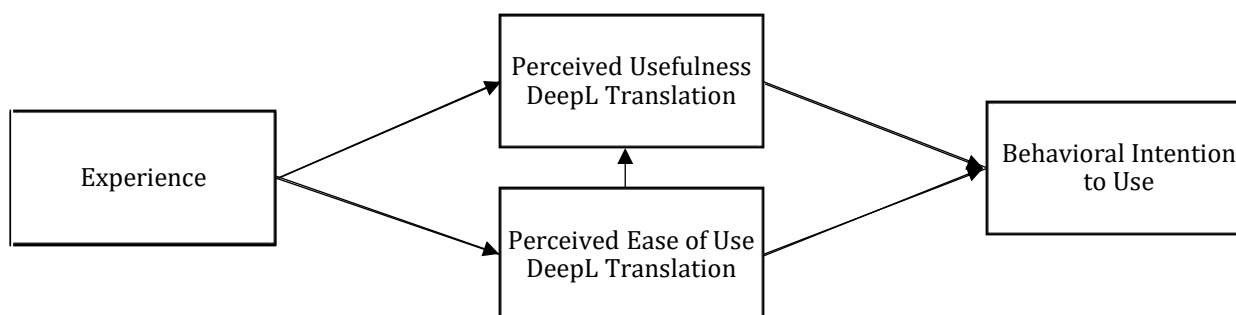 Perceived Usefulness
DeepL Translation
Experience
Behavioral Intention
to Use
Perceived Ease of Use
DeepL Translation